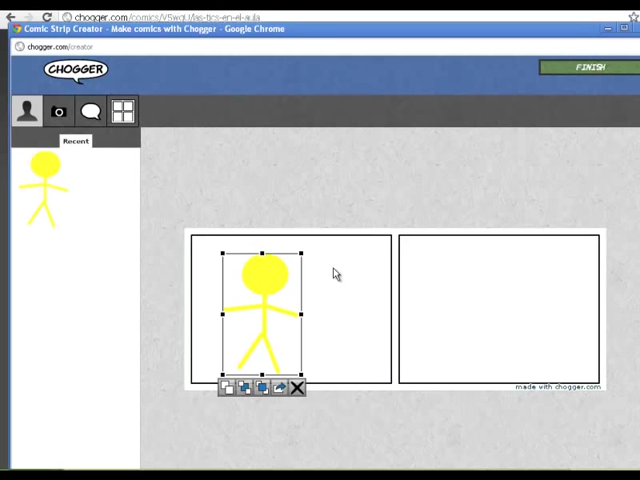 chogger.com/comics/V5wgU/las-tics-en-el-aula
Comic Strip Creator - Make comics with Chogger - Google Chrome
chogger.com/creator
CHOGGER
FINISH
Recent
made with chogger.com